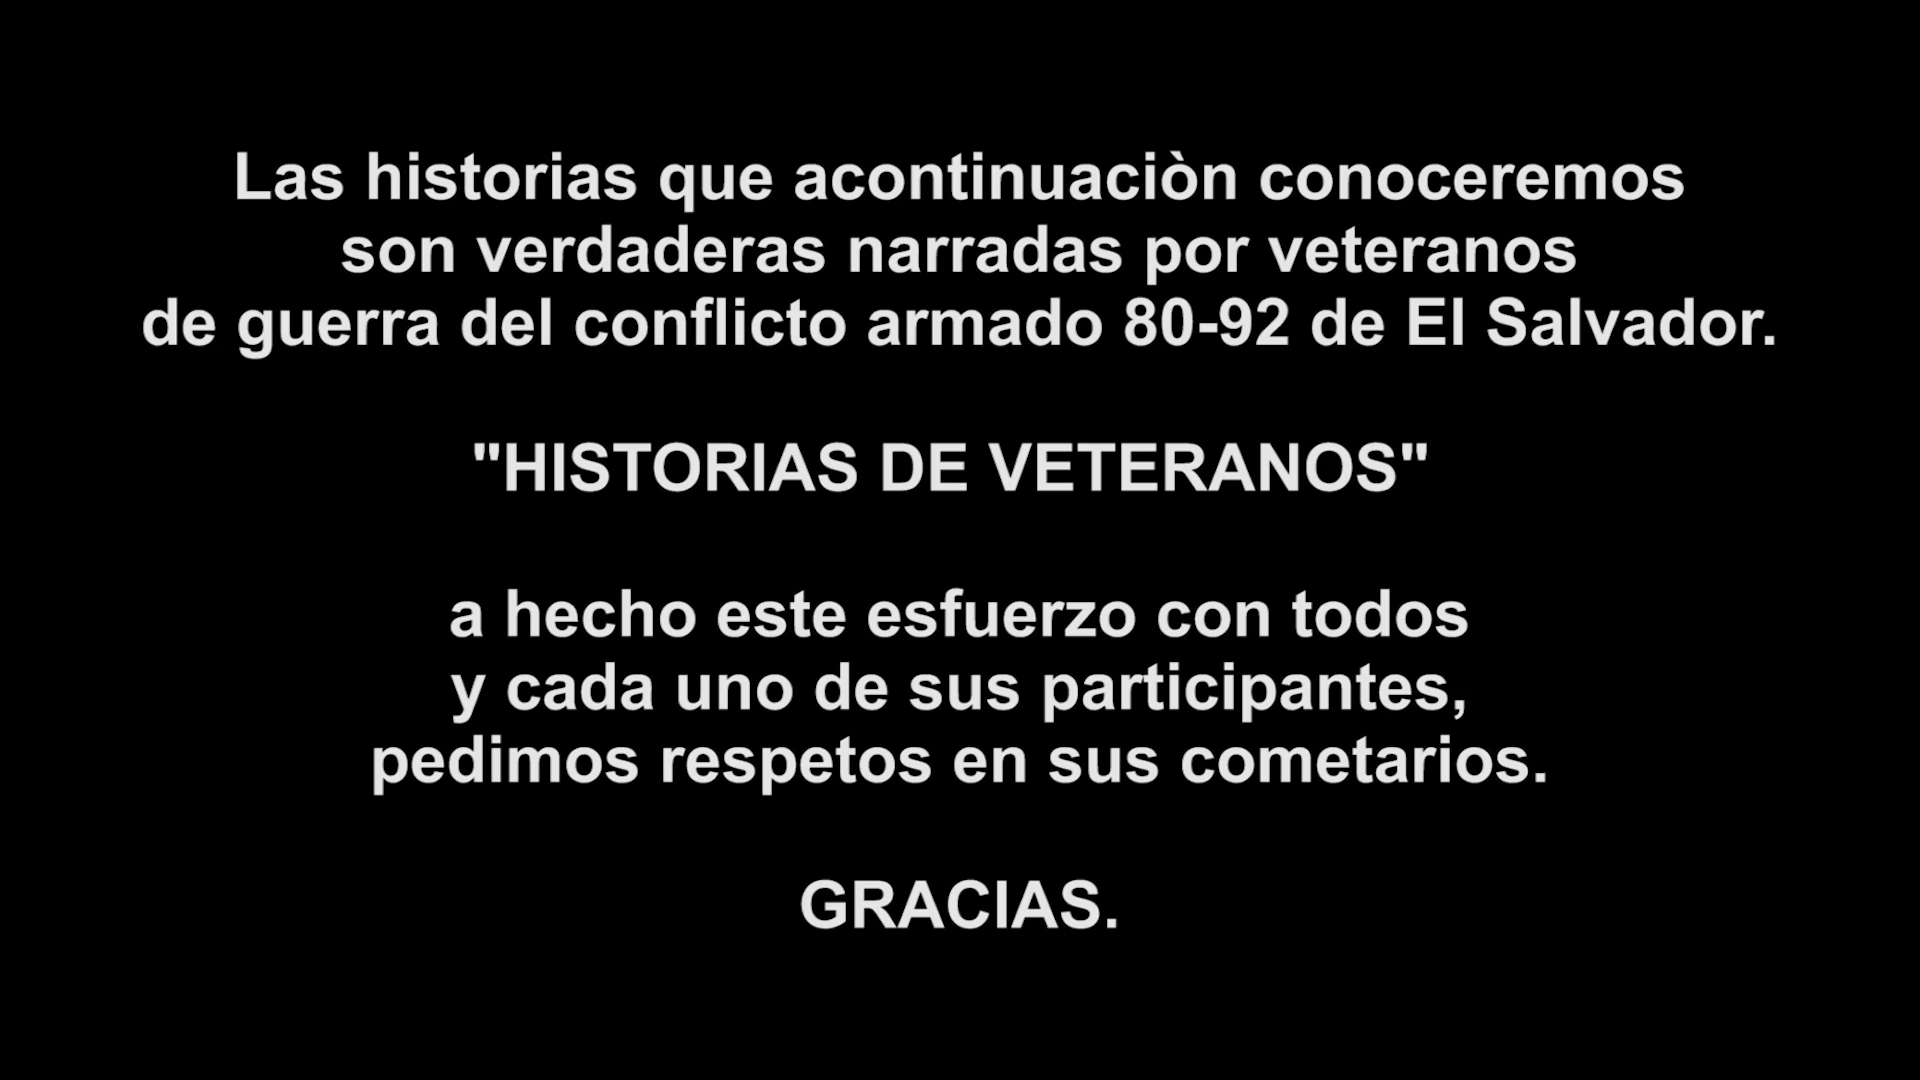 Las historias que acontinuaciòn conoceremos
son verdaderas narradas por veteranos
de guerra del conflicto armado 80-92 de El Salvador.
"HISTORIAS DE VETERANOS"
a hecho este esfuerzo con todos
y cada uno de sus participantes,
pedimos respetos en sus cometarios.
GRACIAS.